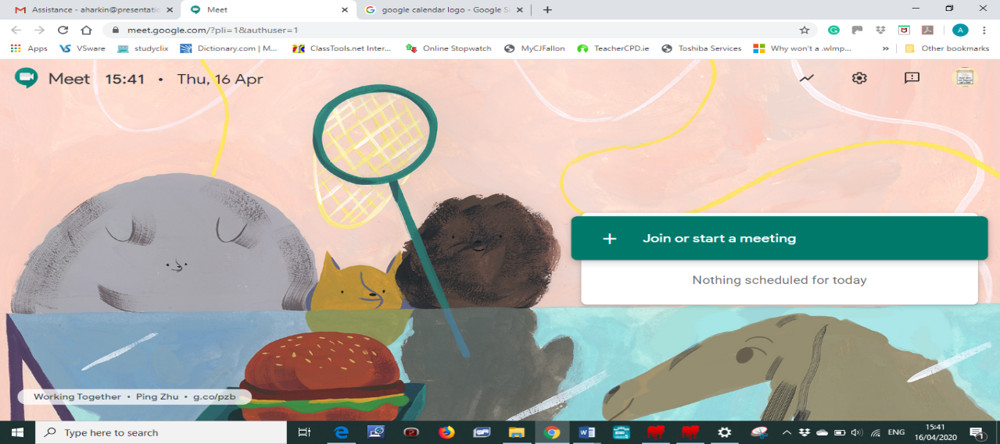 Assistance - aharkin@presentatic
Meet
google calendar logo - Google S
meet.google.com/?pli=1&authuser=1
A
Apps
VSware
studyclix
Dictionary.com | M...
ClassTools.net Inter...
Online Stopwatch
MyCJFallon
TeacherCPD.ie
Toshiba Services
Why won't a .wlmp...
»
Other bookmarks
Meet 15:41 • Thu, 16 Apr
Join or start a meeting
Nothing scheduled for today
Working Together • Ping Zhu • g.co/pzb
Type here to search
ENG
15:41
16/04/2020
1